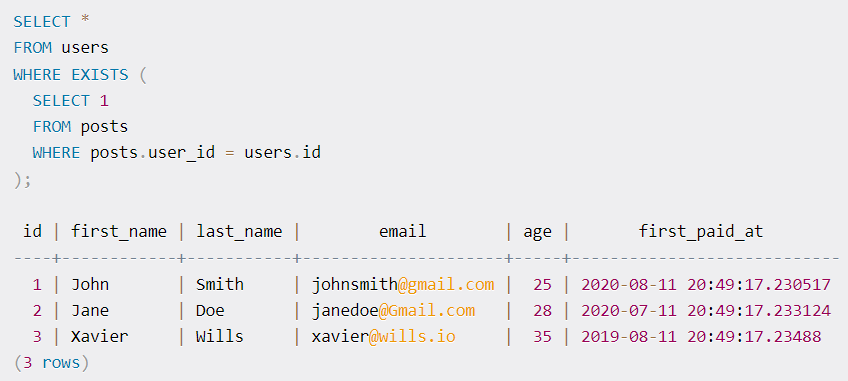 SELECT *
FROM users
WHERE EXISTS (
  SELECT 1
  FROM posts
  WHERE posts.user_id = users.id
);
 id | first_name | last_name |        email        | age |       first_paid_at
----+------------+-----------+---------------------+-----+----------------------------
  1 | John       | Smith     | johnsmith@gmail.com |  25 | 2020-08-11 20:49:17.230517
  2 | Jane       | Doe       | janedoe@Gmail.com   |  28 | 2020-07-11 20:49:17.233124
  3 | Xavier     | Wills     | xavier@wills.io     |  35 | 2019-08-11 20:49:17.23488
(3 rows)